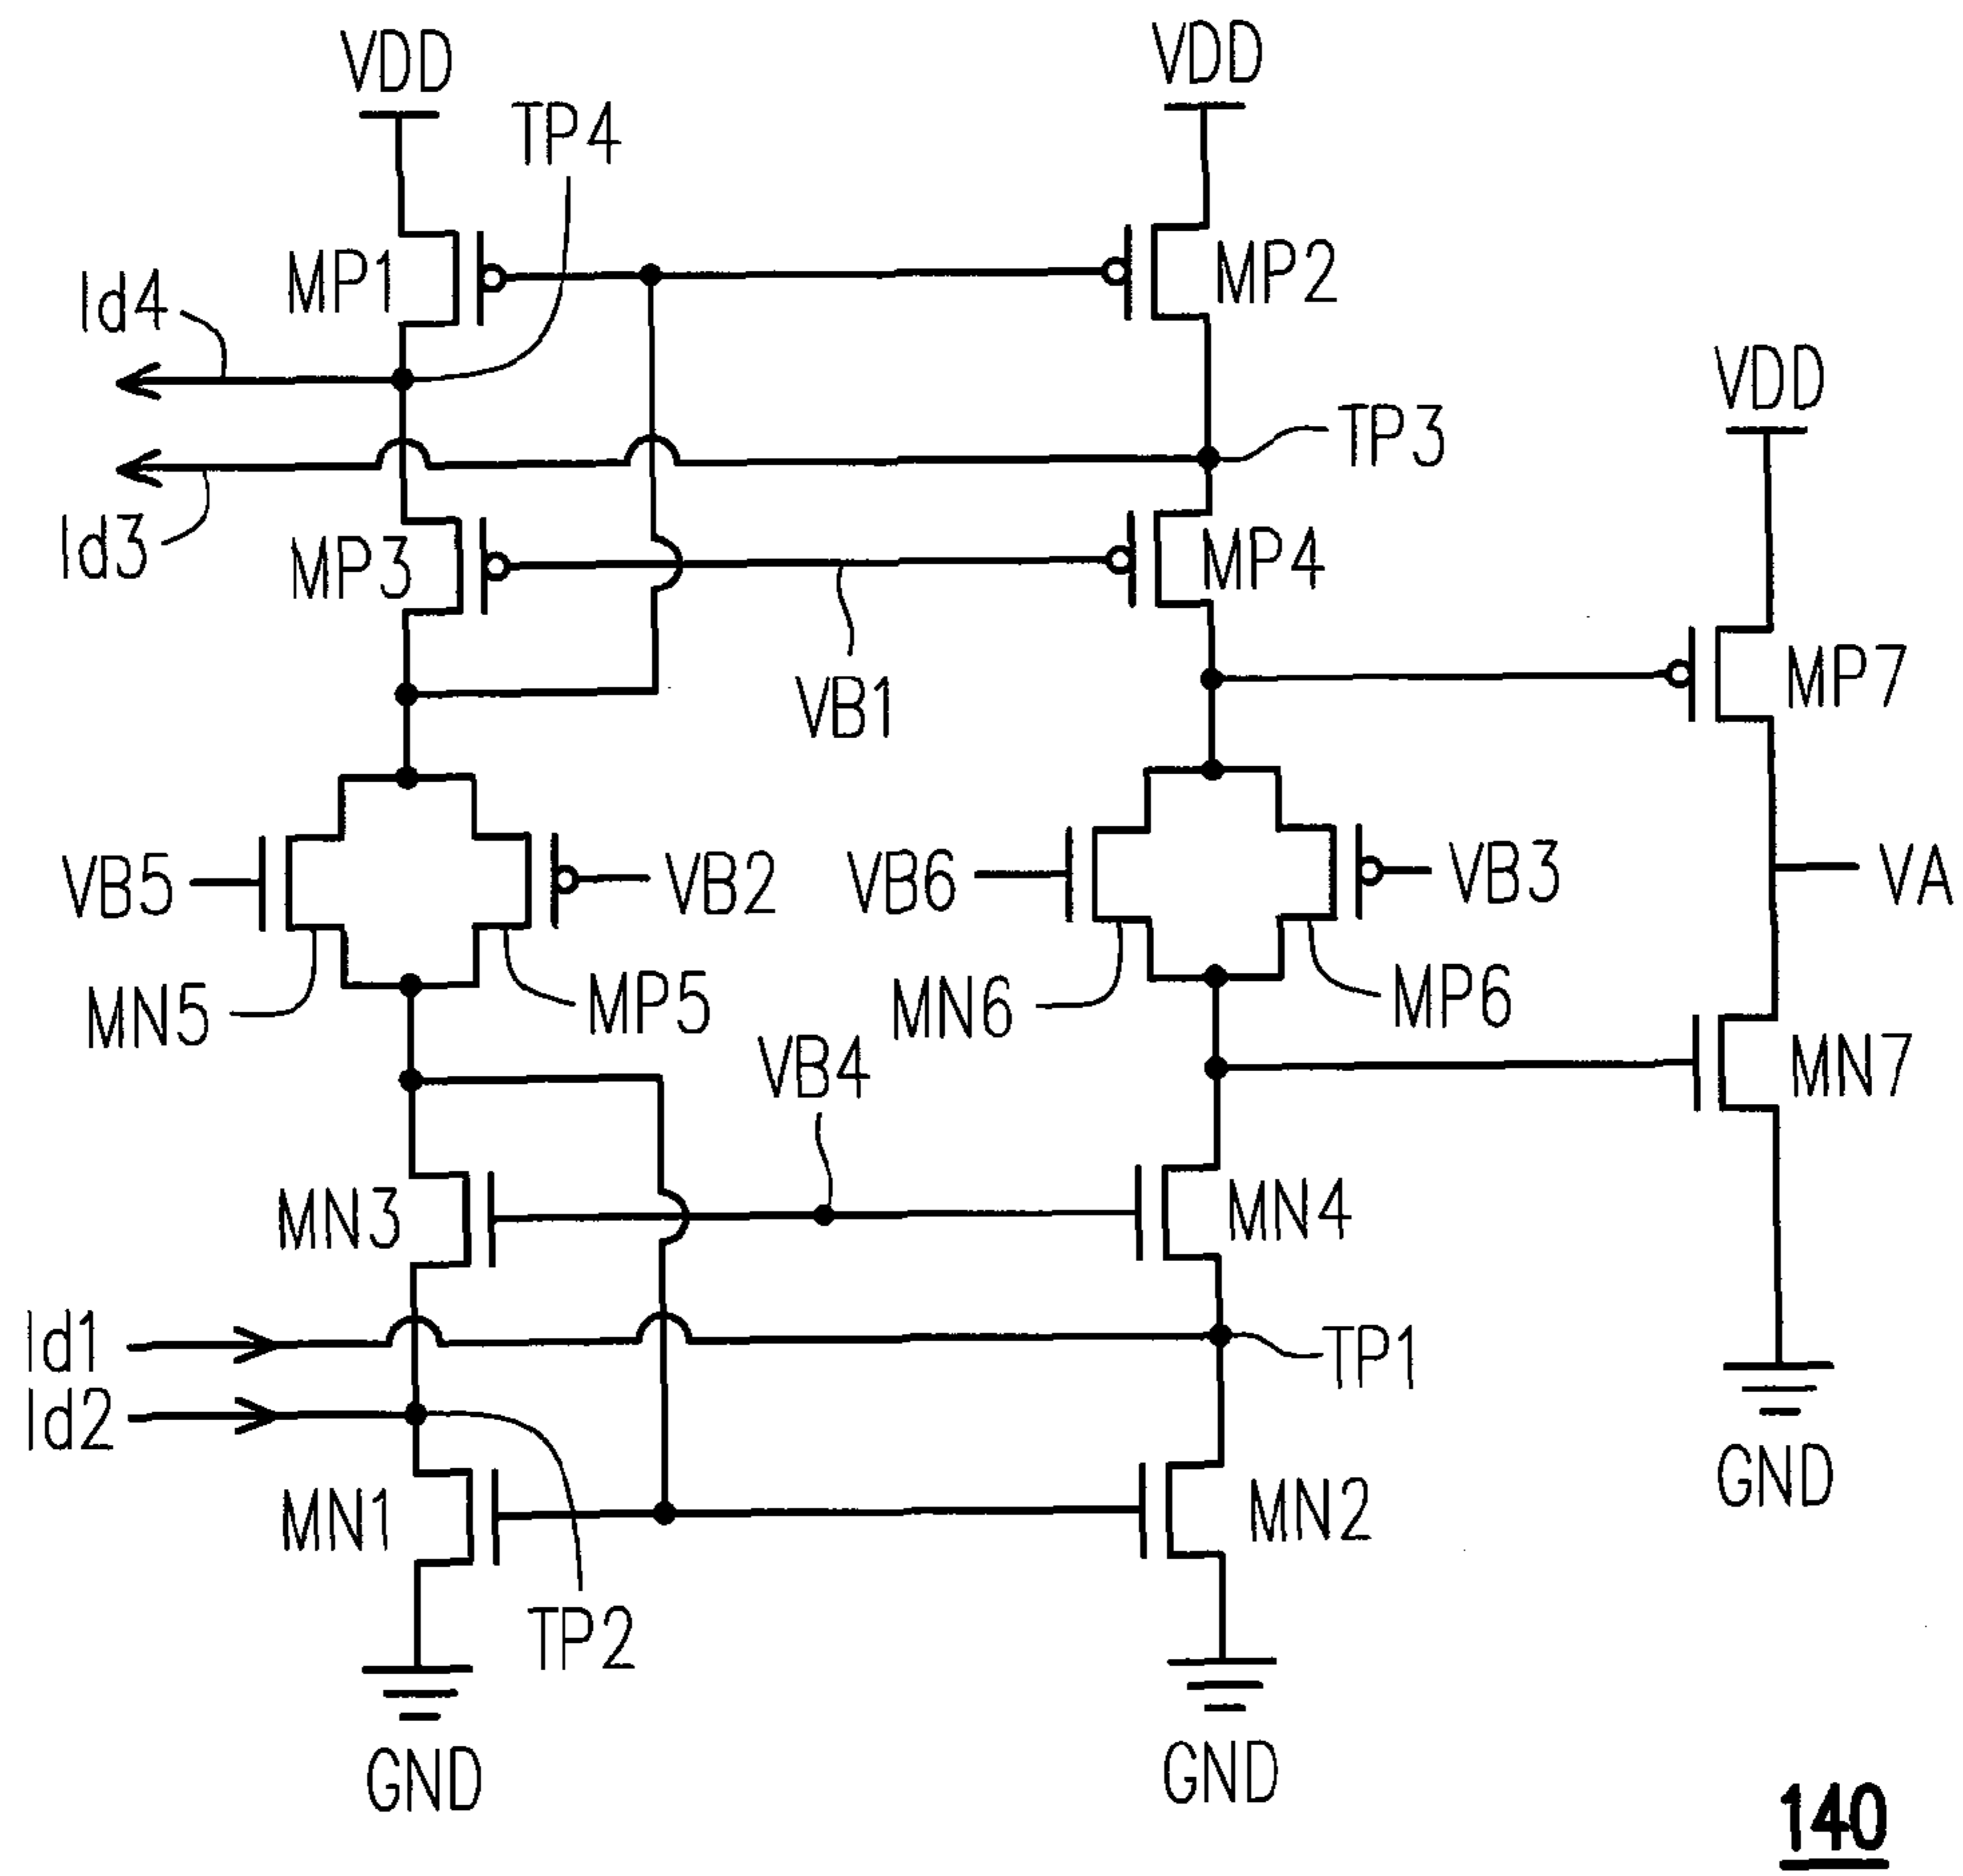 VDD
VDD
TP4
MP1
MP2
Id4
VDD
TP3
Id3
MP3
MP4
VB1
MP7
VB5
VB2
VB6
VB3
VA
MN5
MP5
MN6
MP6
VB4
MN7
MN3
MN4
Id1
TP1
Id2
MN1
MN2
GND
TP2
GND
GND
140